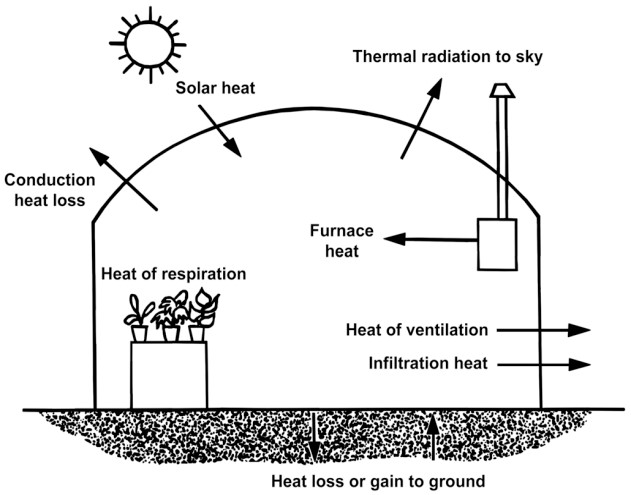 Thermal radiation to sky
Solar heat
Conduction
heat loss
Furnace
heat
Heat of respiration
Heat of ventilation
Infiltration heat
Heat loss or gain to ground